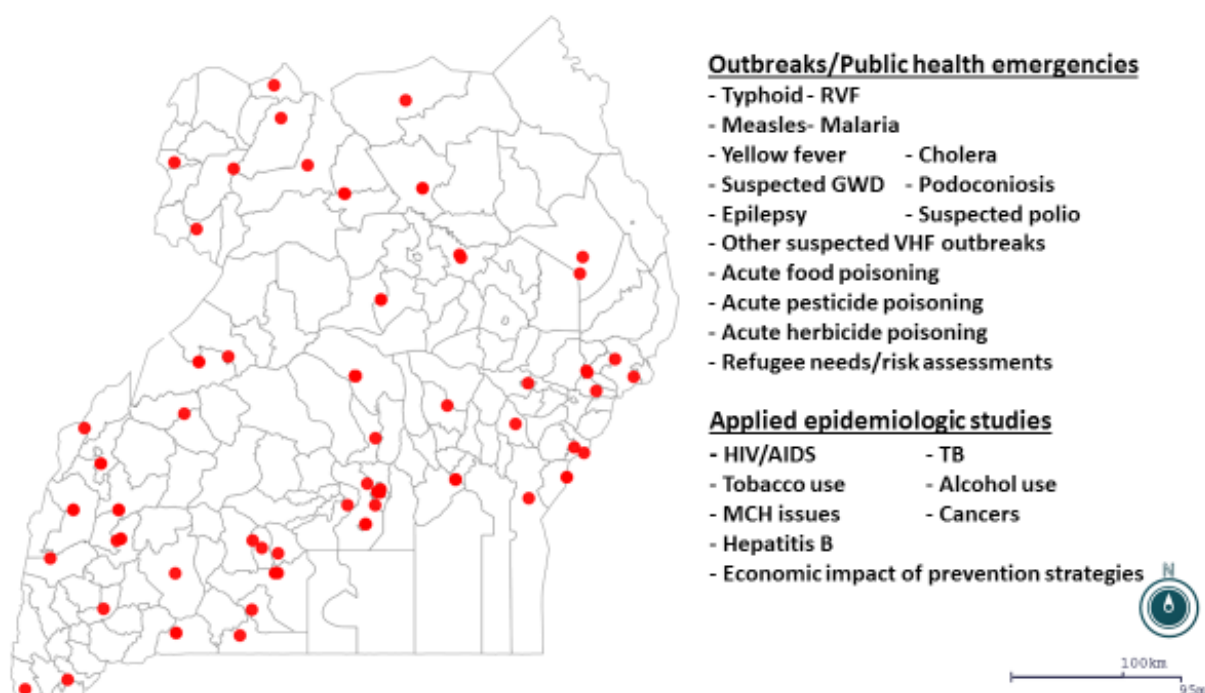 Outbreaks/Public health emergencies
- Typhoid - RVF
- Measles- Malaria
- Yellow fever - Cholera
- Suspected GWD - Podoconiosis
- Epilepsy - Suspected polio
- Other suspected VHF outbreaks
- Acute food poisoning
- Acute pesticide poisoning
- Acute herbicide poisoning
- Refugee needs/risk assessments
Applied epidemiologic studies
- HIV/AIDS - TB
- Tobacco use - Alcohol use
- MCH issues - Cancers
- Hepatitis B
- Economic impact of prevention strategies
N
100km